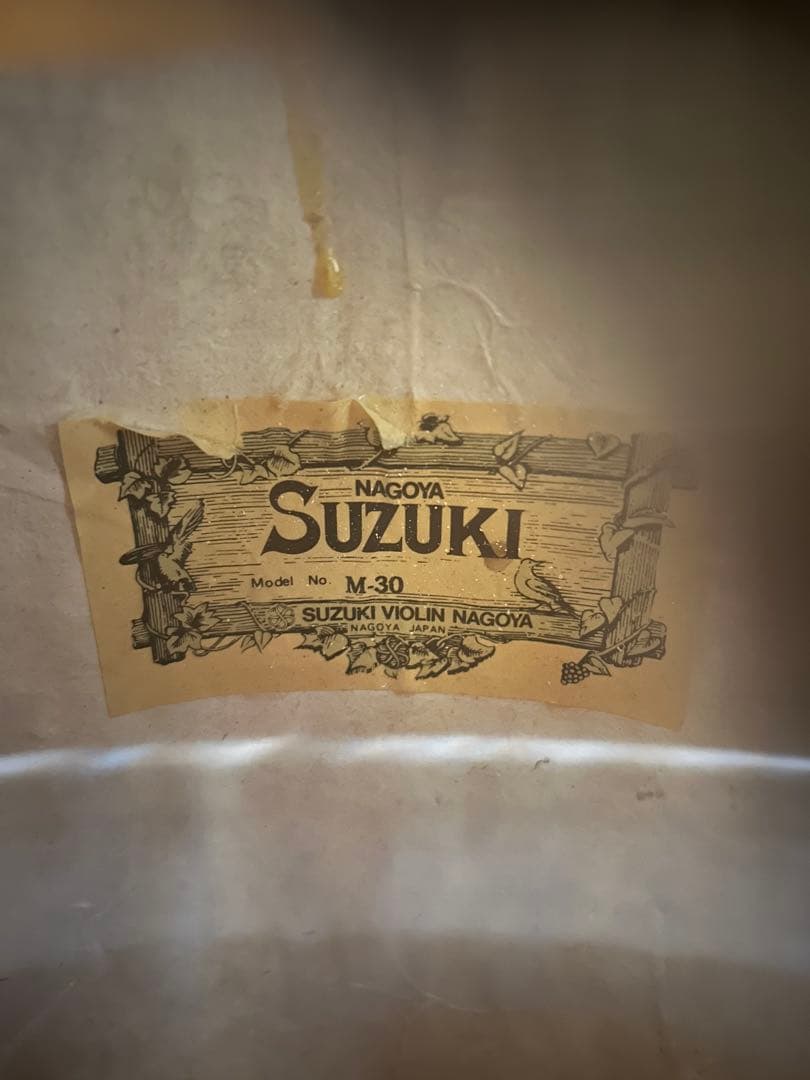 NAGOYA
SUZUKI
Model No. M-30
SUZUKI VIOLIN NAGOYA
NAGOYA JAPAN